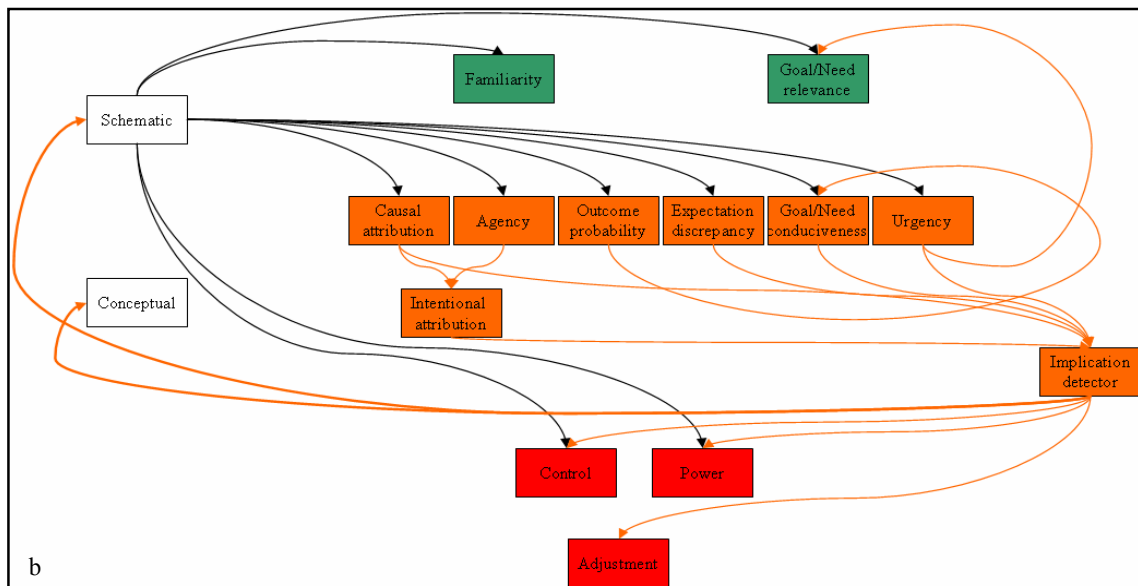 Familiarity
Goal/Need
relevance
Schematic
Causal
attribution
Agency
Outcome
probability
Expectation
discrepancy
Goal/Need
conduciveness
Urgency
Conceptual
Intentional
attribution
Implication
detector
Control
Power
Adjustment
b